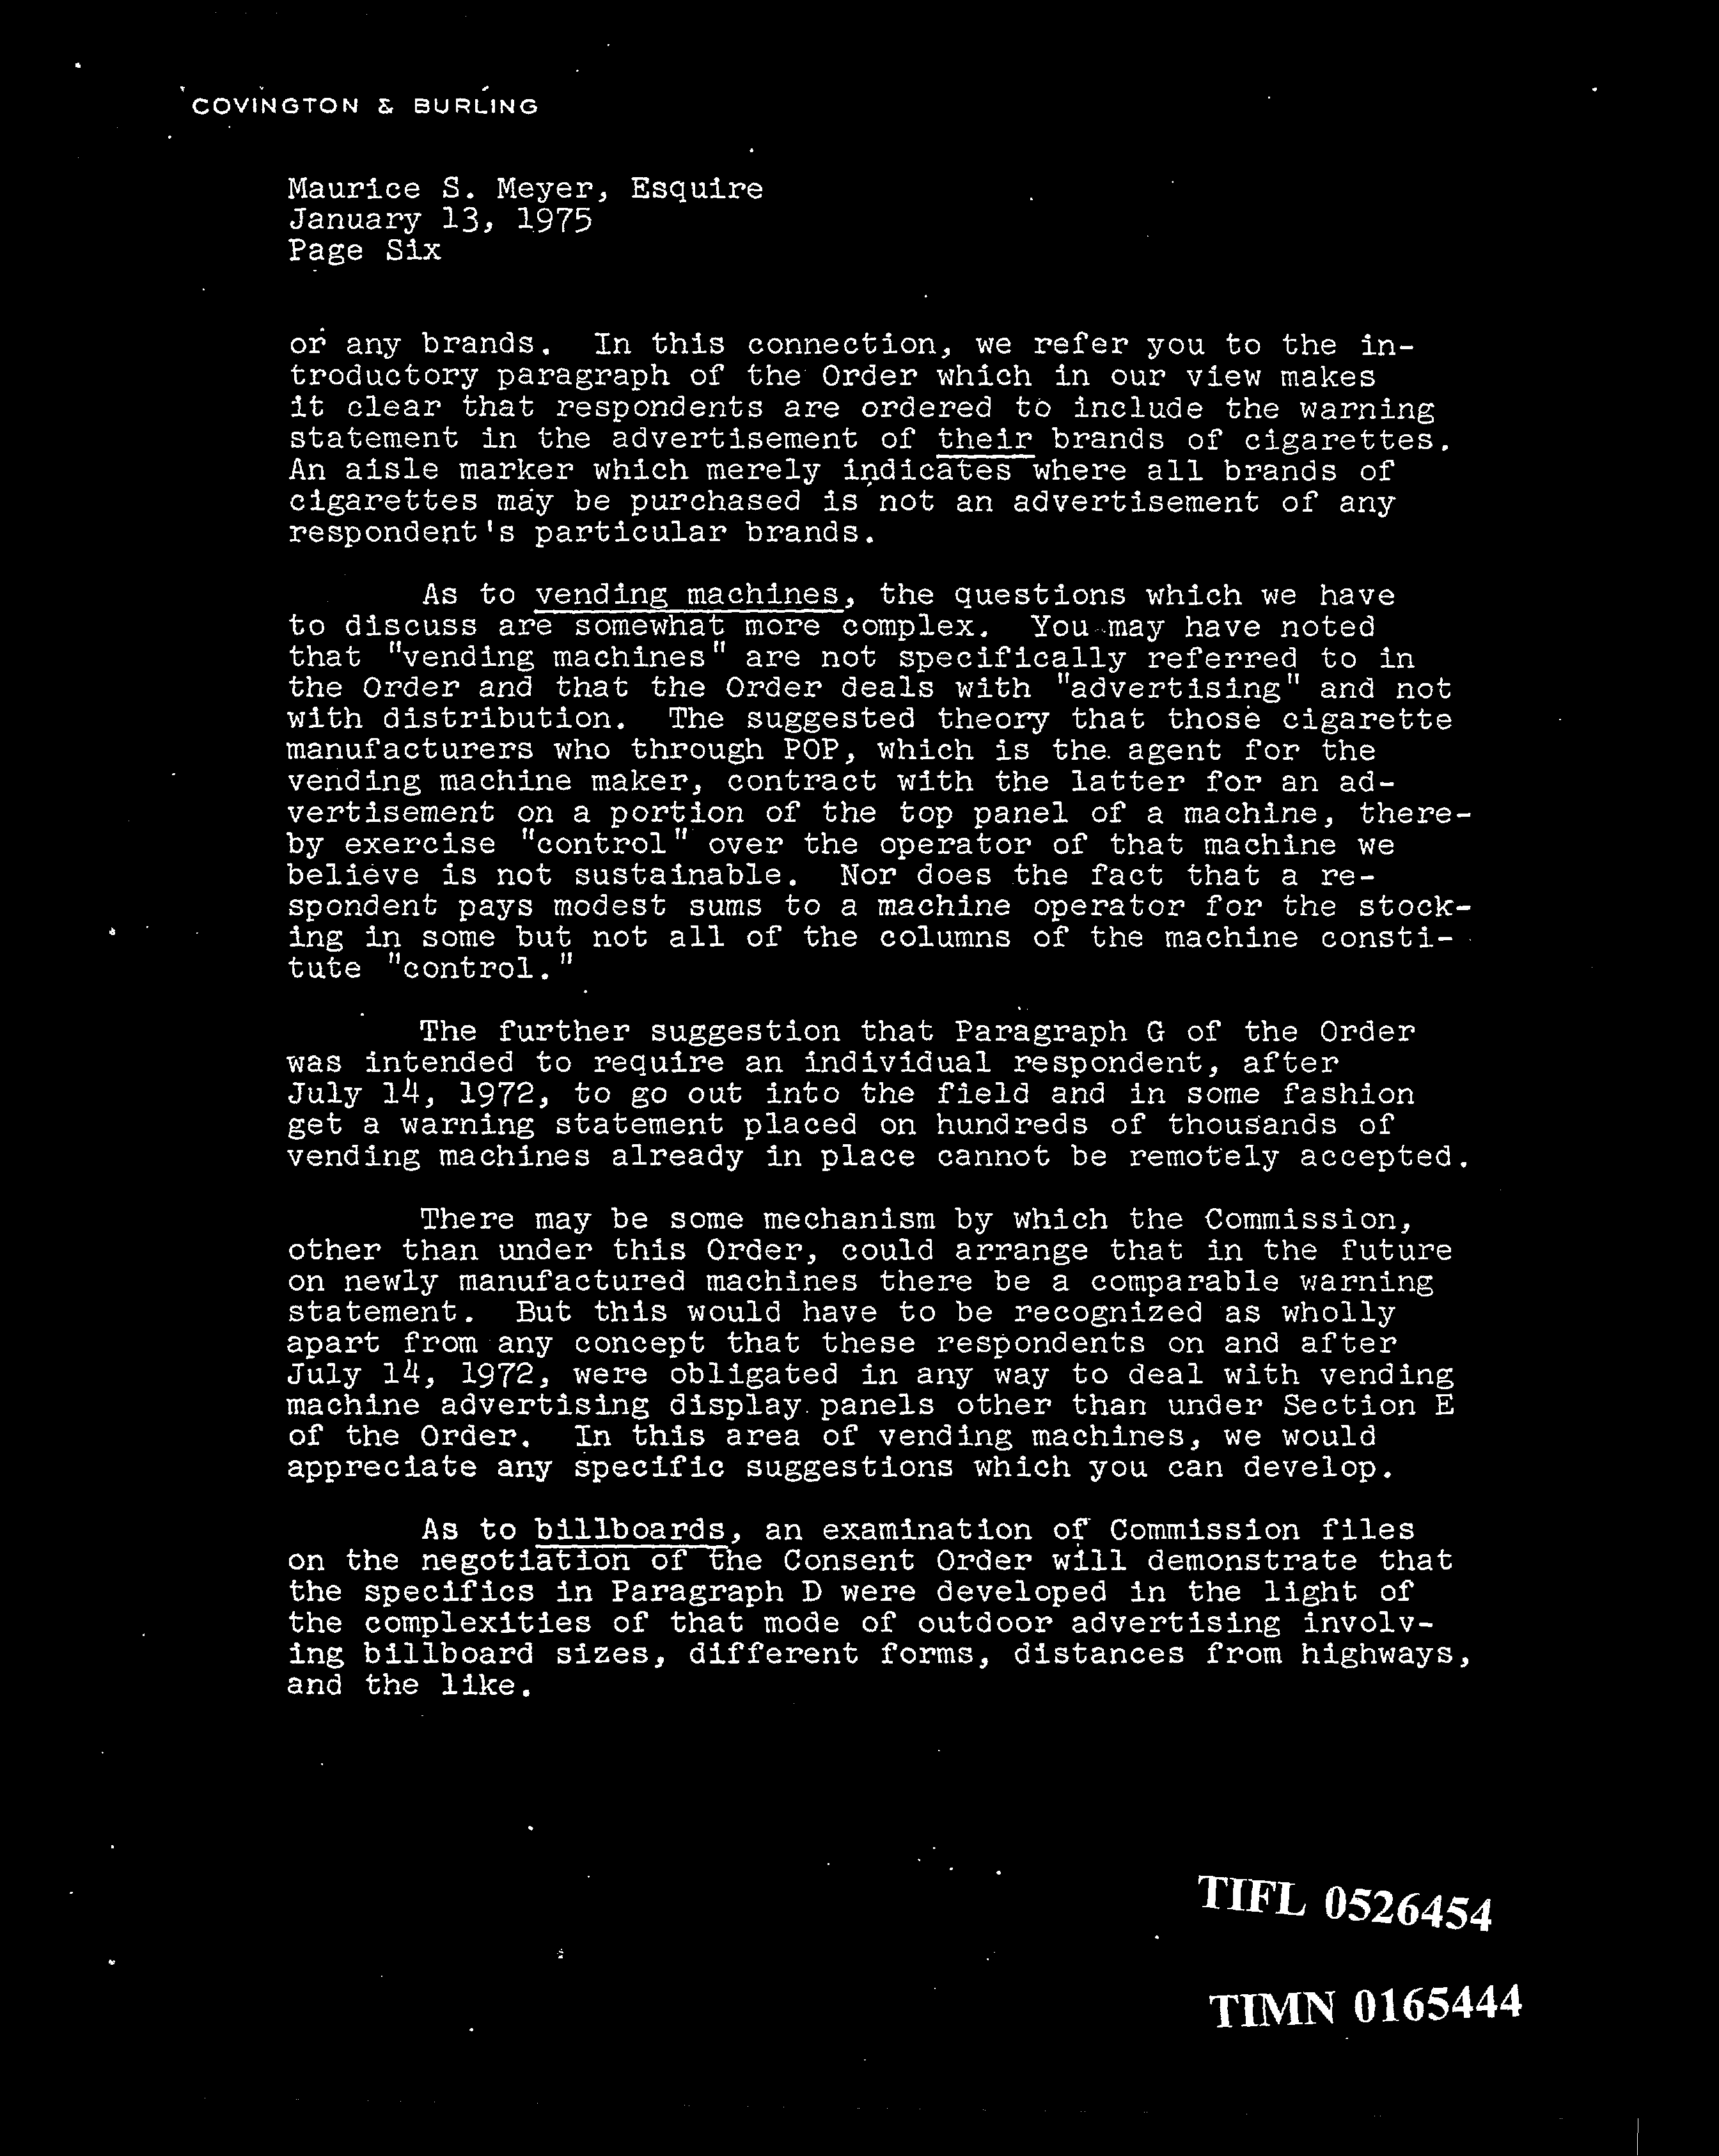 COVINGTON & BURLING
Maurice S. Meyer, Esquire
January 13, 1975
Page Six
or any brands. In this connection, we refer you to the in-
troductory paragraph of the Order which in our view makes
it clear that respondents are ordered to include the warning
statement in the advertisement of their brands of cigarettes.
An aisle marker which merely indicates where all brands of
cigarettes may be purchased is not an advertisement of any
respondent's particular brands.
As to vending machines, the questions which we have
to discuss are somewhat more complex. You may have noted
that "vending machines" are not specifically referred to in
the Order and that the Order deals with "advertising" and not
with distribution. The suggested theory that those cigarette
manufacturers who through POP, which is the agent for the
vending machine maker, contract with the latter for an ad-
vertisement on a portion of the top panel of a machine, there-
by exercise "control" over the operator of that machine we
believe is not sustainable. Nor does the fact that a re-
spondent pays modest sums to a machine operator for the stock-
ing in some but not all of the columns of the machine consti-
tute "control."
The further suggestion that Paragraph G of the Order
was intended to require an individual respondent, after
July 14, 1972, to go out into the field and in some fashion
get a warning statement placed on hundreds of thousands of
vending machines already in place cannot be remotely accepted.
There may be some mechanism by which the Commission,
other than under this Order, could arrange that in the future
on newly manufactured machines there be a comparable warning
statement. But this would have to be recognized as wholly
apart from any concept that these respondents on and after
July 14, 1972, were obligated in any way to deal with vending
machine advertising display panels other than under Section E
of the Order. In this area of vending machines, we would
appreciate any specific suggestions which you can develop.
As to billboards, an examination of Commission files
on the negotiation of the Consent Order will demonstrate that
the specifics in Paragraph D were developed in the light of
the complexities of that mode of outdoor advertising involv-
ing billboard sizes, different forms, distances from highways,
and the like.
TIFL 0526454
TIMN 0165444